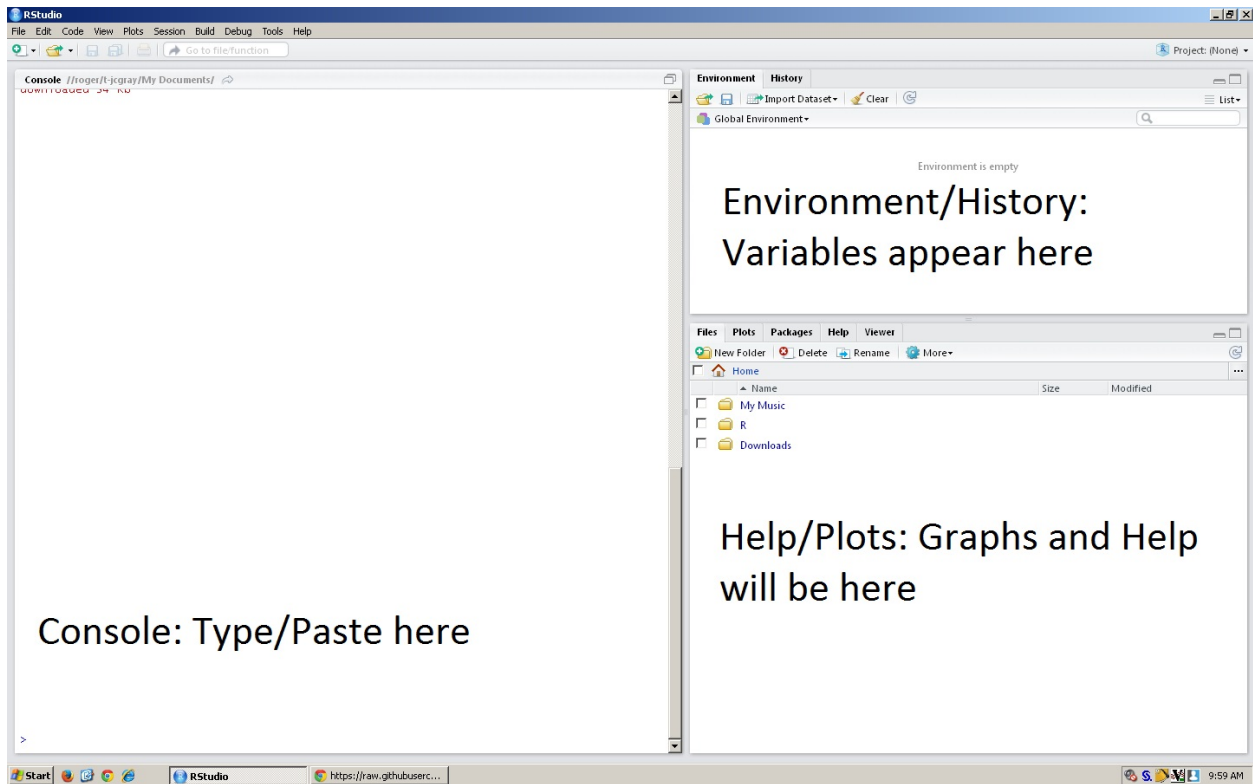 RStudio
File Edit Code View Plots Session Build Debug Tools Help
Go to file/function
Project: (None)
Console //roger/t-jcgray/My Documents/
downloaded 54 Kb
Console: Type/Paste here
>
Environment History
Import Dataset Clear
List
Global Environment
Environment is empty
Environment/History:
Variables appear here
Files Plots Packages Help Viewer
New Folder Delete Rename More
Home
Name Size Modified
My Music
R
Downloads
Help/Plots: Graphs and Help
will be here
Start RStudio https://raw.githubuserc... 9:59 AM